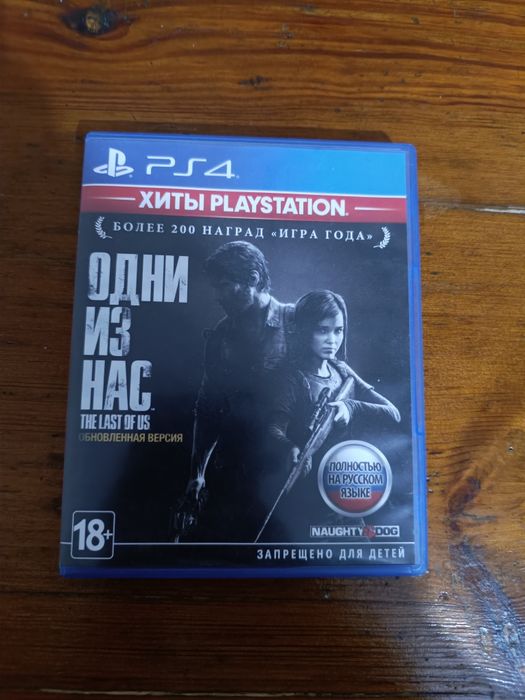 PS4
ХИТЫ PLAYSTATION
БОЛЕЕ 200 НАГРАД «ИГРА ГОДА»
ОДНИ
ИЗ
НАС
THE LAST OF US
ОБНОВЛЕННАЯ ВЕРСИЯ
ПОЛНОСТЬЮ
НА РУССКОМ
ЯЗЫКЕ
18+
NAUGHTY DOG
ЗАПРЕЩЕНО ДЛЯ ДЕТЕЙ